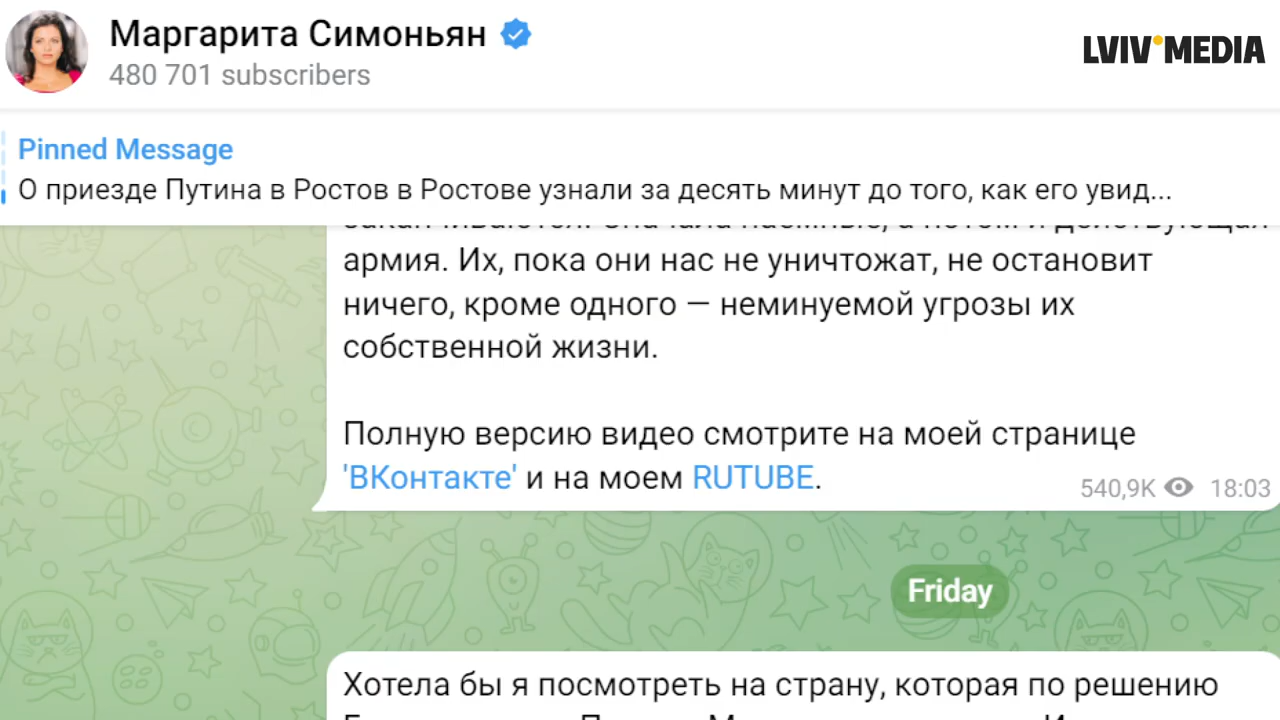 Маргарита Симоньян
480 701 subscribers
LVIV MEDIA
Pinned Message
О приезде Путина в Ростов в Ростове узнали за десять минут до того, как его увид...
армия. Их, пока они нас не уничтожат, не остановит
ничего, кроме одного — неминуемой угрозы их
собственной жизни.
Полную версию видео смотрите на моей странице
'ВКонтакте' и на моем RUTUBE.
540,9K 18:03
Friday
Хотела бы я посмотреть на страну, которая по решению